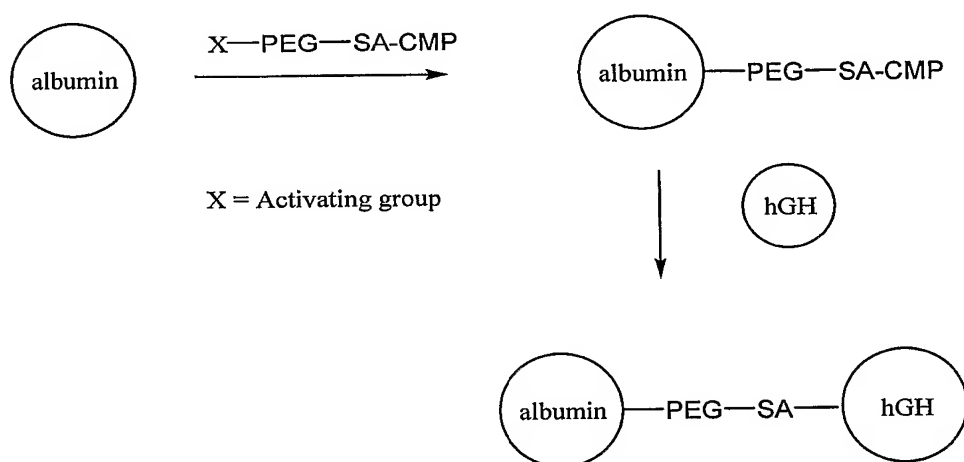 X—PEG—SA-CMP
albumin
albumin—PEG—SA-CMP
X = Activating group
hGH
albumin—PEG—SA—hGH